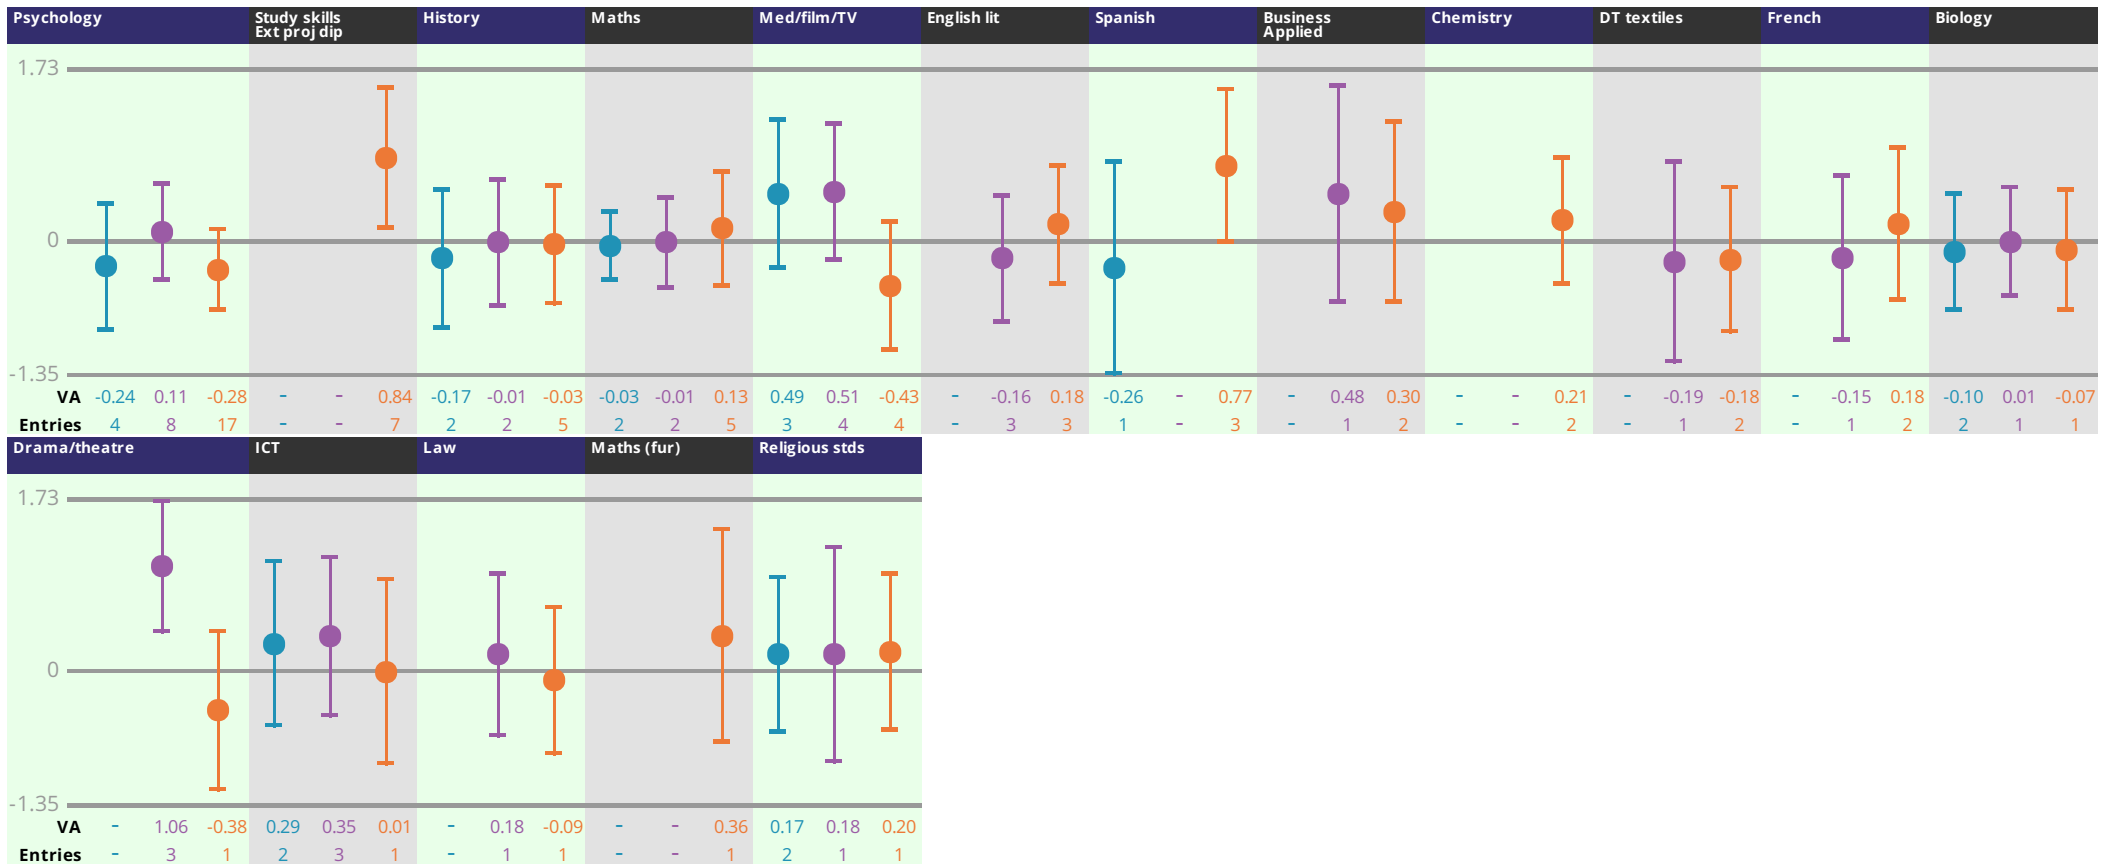 Psychology Study skills History Maths Med/film/TV English lit Spanish Business Chemistry DT textiles French Biology
Ext proj dip Applied
1.73
0
-1.35
VA -0.24 0.11 -0.28 - - 0.84 -0.17 -0.01 -0.03 -0.03 -0.01 0.13 0.49 0.51 -0.43 - -0.16 0.18 -0.26 - 0.77 - 0.48 0.30 - - 0.21 - -0.19 -0.18 - -0.15 0.18 -0.10 0.01 -0.07
Entries 4 8 17 - - 7 2 2 5 2 2 5 3 4 4 - 3 3 1 - 3 - 1 2 - - 2 - 1 2 - 1 2 2 1 1
Drama/theatre ICT Law Maths (fur) Religious stds
1.73
0
-1.35
VA - 1.06 -0.38 0.29 0.35 0.01 - 0.18 -0.09 - - 0.36 0.17 0.18 0.20
Entries - 3 1 2 3 1 - 1 1 - - 1 2 1 1